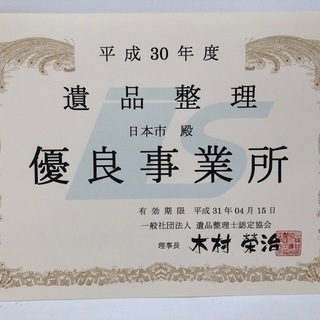 平成30年度
遺品整理
日本市 殿
優良事業所
有効期限 平成31年04月15日
一般社団法人 遺品整理士認定協会
理事長 木村榮治